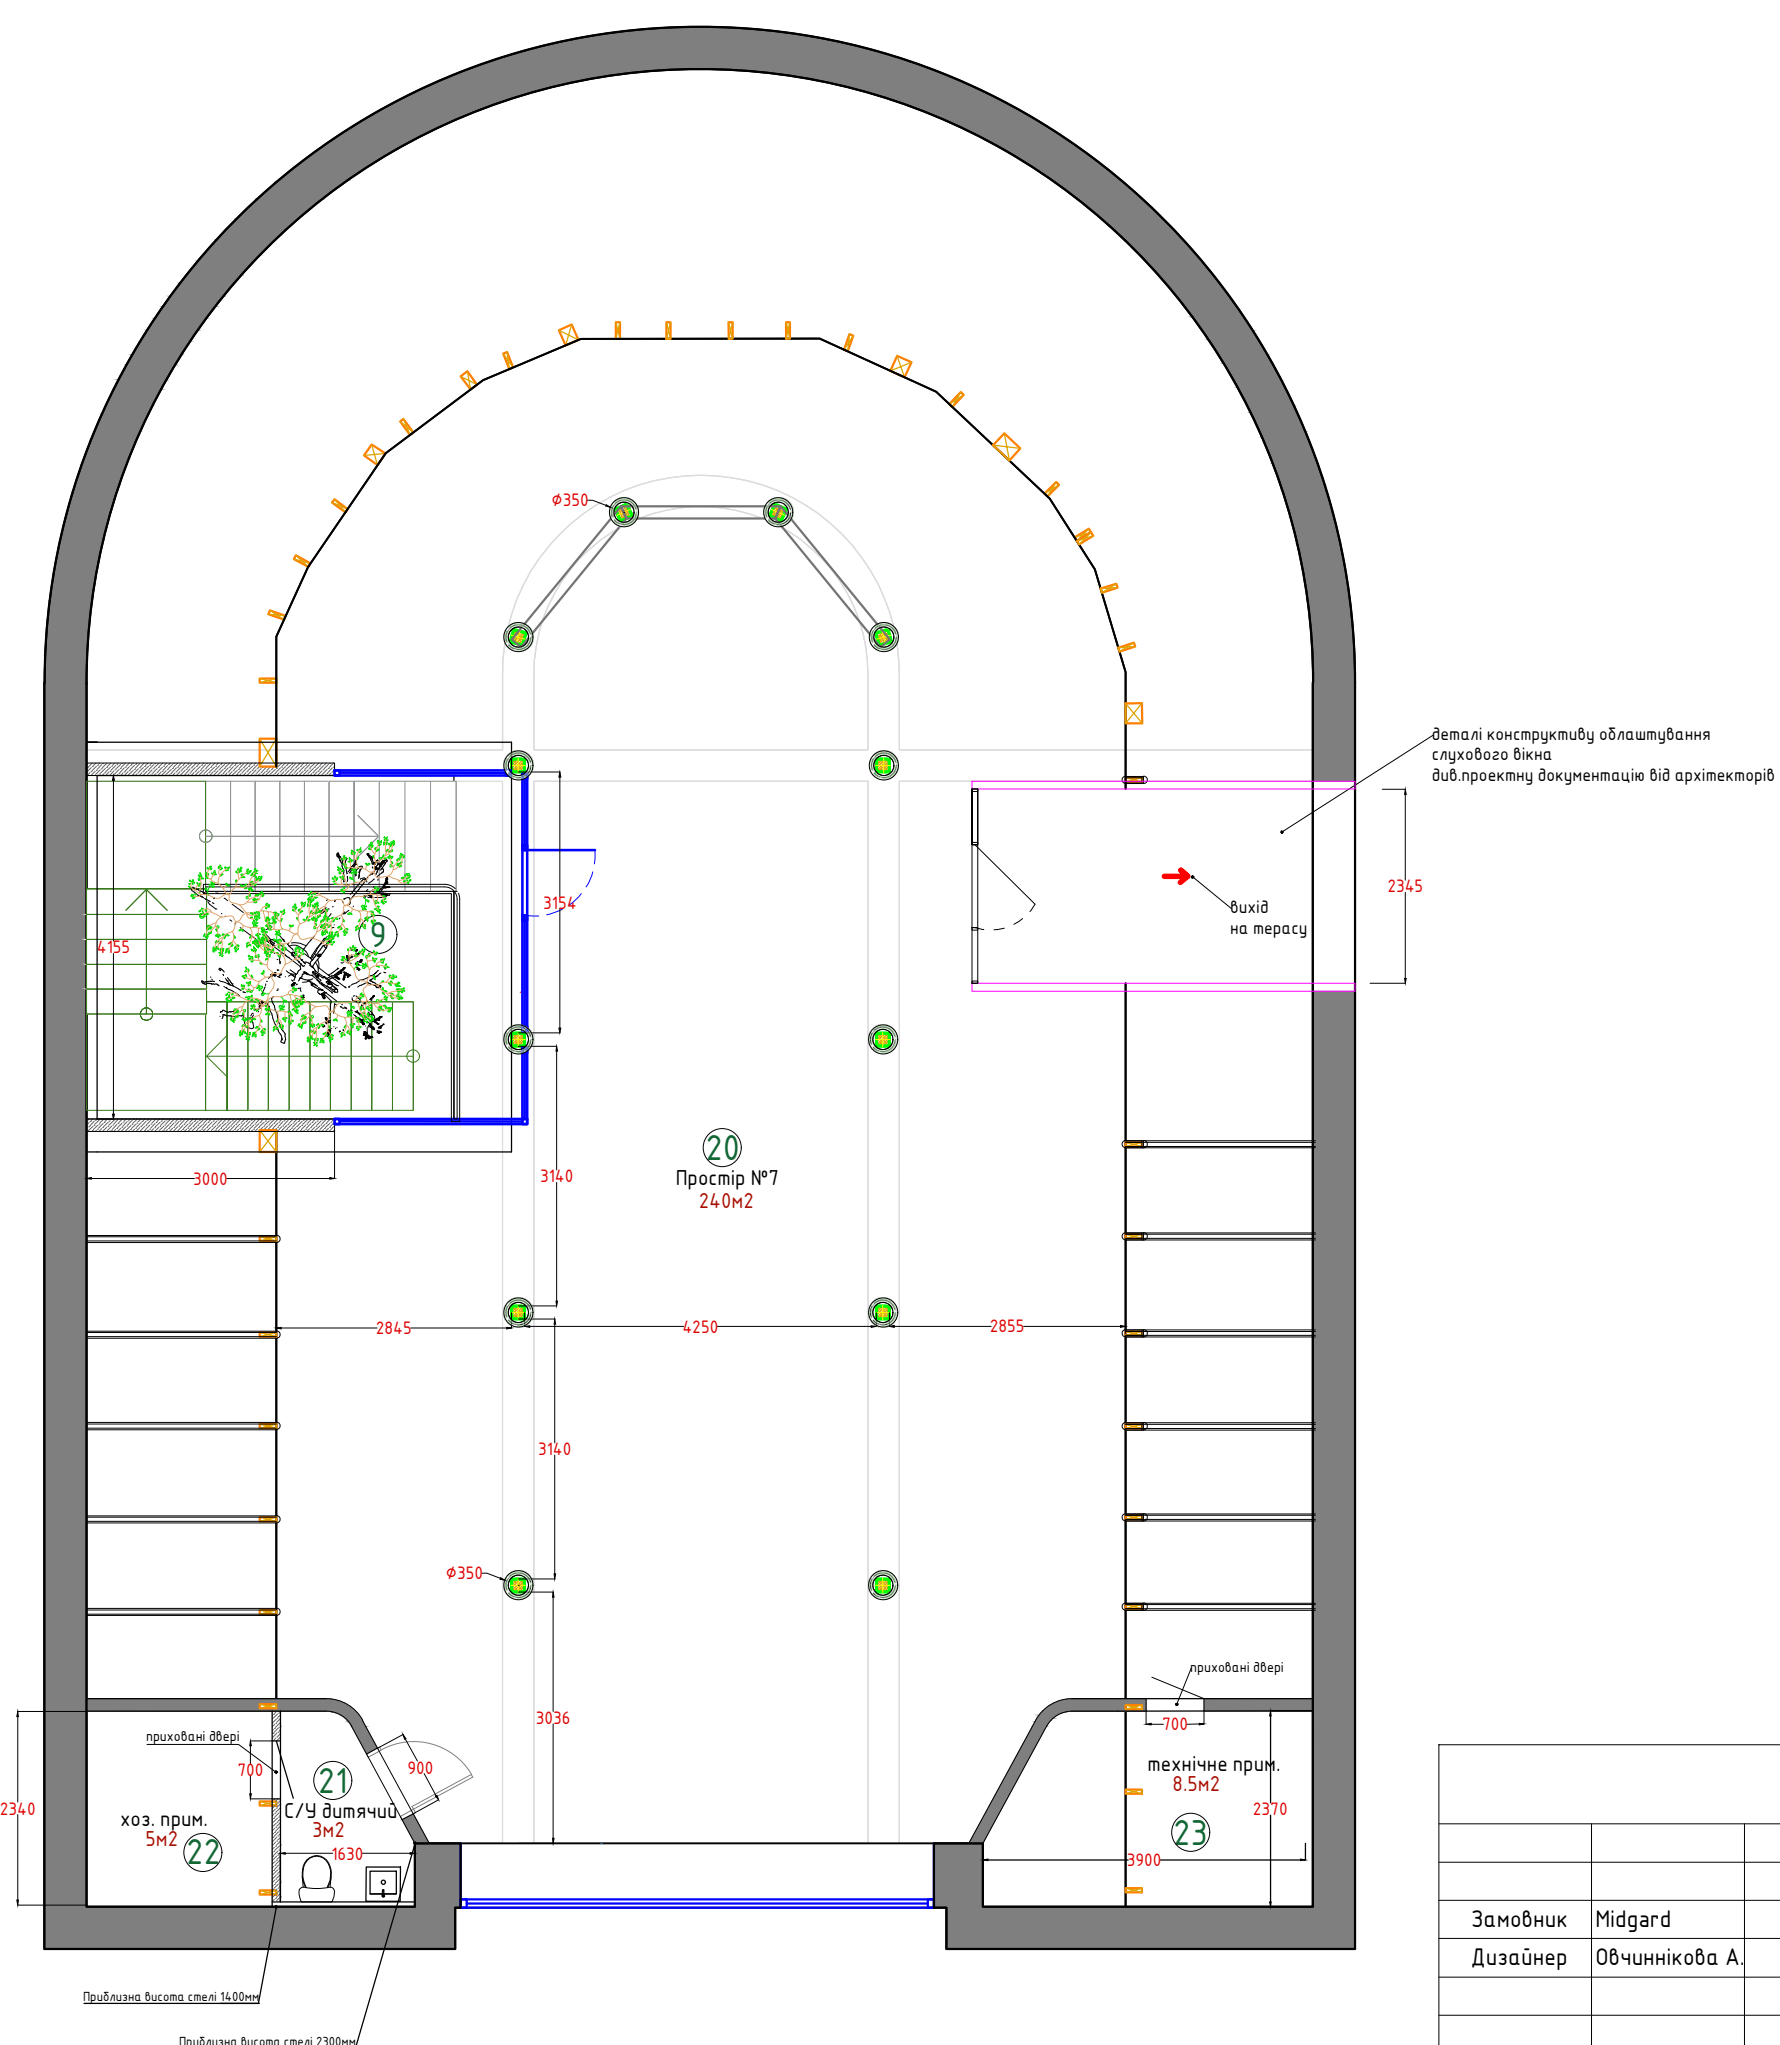 ⌀350
деталі конструктиву облаштування
слухового вікна
див.проектну документацію від архітекторів
2345
3154
вихід
на терасу
9
4155
20
Простір №7
240м2
3140
3000
2845
4250
2855
3140
⌀350
приховані двері
700
3036
приховані двері
700
900
21
С/У дитячий
3м2
технічне прим.
8.5м2
2340
хоз. прим.
5м2
22
2370
23
1630
3900
Замовник Midgard
Дизайнер Овчиннікова А.
Приблизна висота стелі 1400мм
Приблизна висота стелі 2300мм